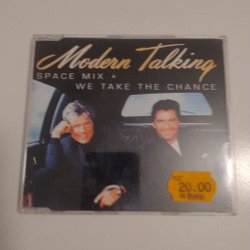 Modern Talking
SPACE MIX +
WE TAKE THE CHANCE
20.00